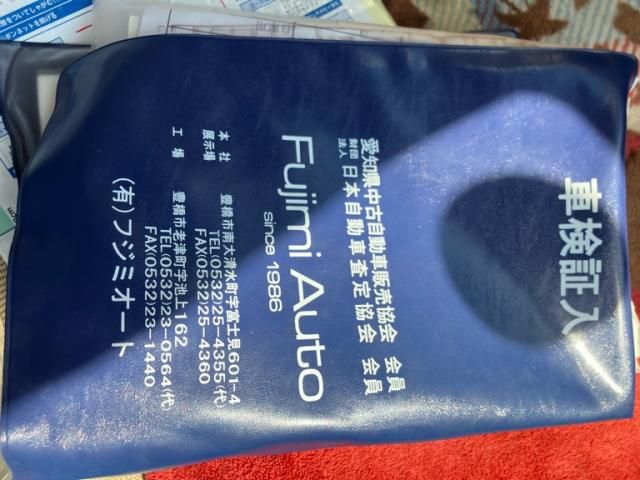 車検証入
愛知県中古自動車販売協会 会員
財団法人 日本自動車査定協会 会員
Fujimi Auto
since 1986
本社 豊橋市南大清水町字富士見601-4
展示場 TEL(0532)25-4355(代)
FAX(0532)25-4360
工場 豊橋市老津町字池上162
TEL(0532)23-0564(代)
FAX(0532)23-1440
(有)フジミオート